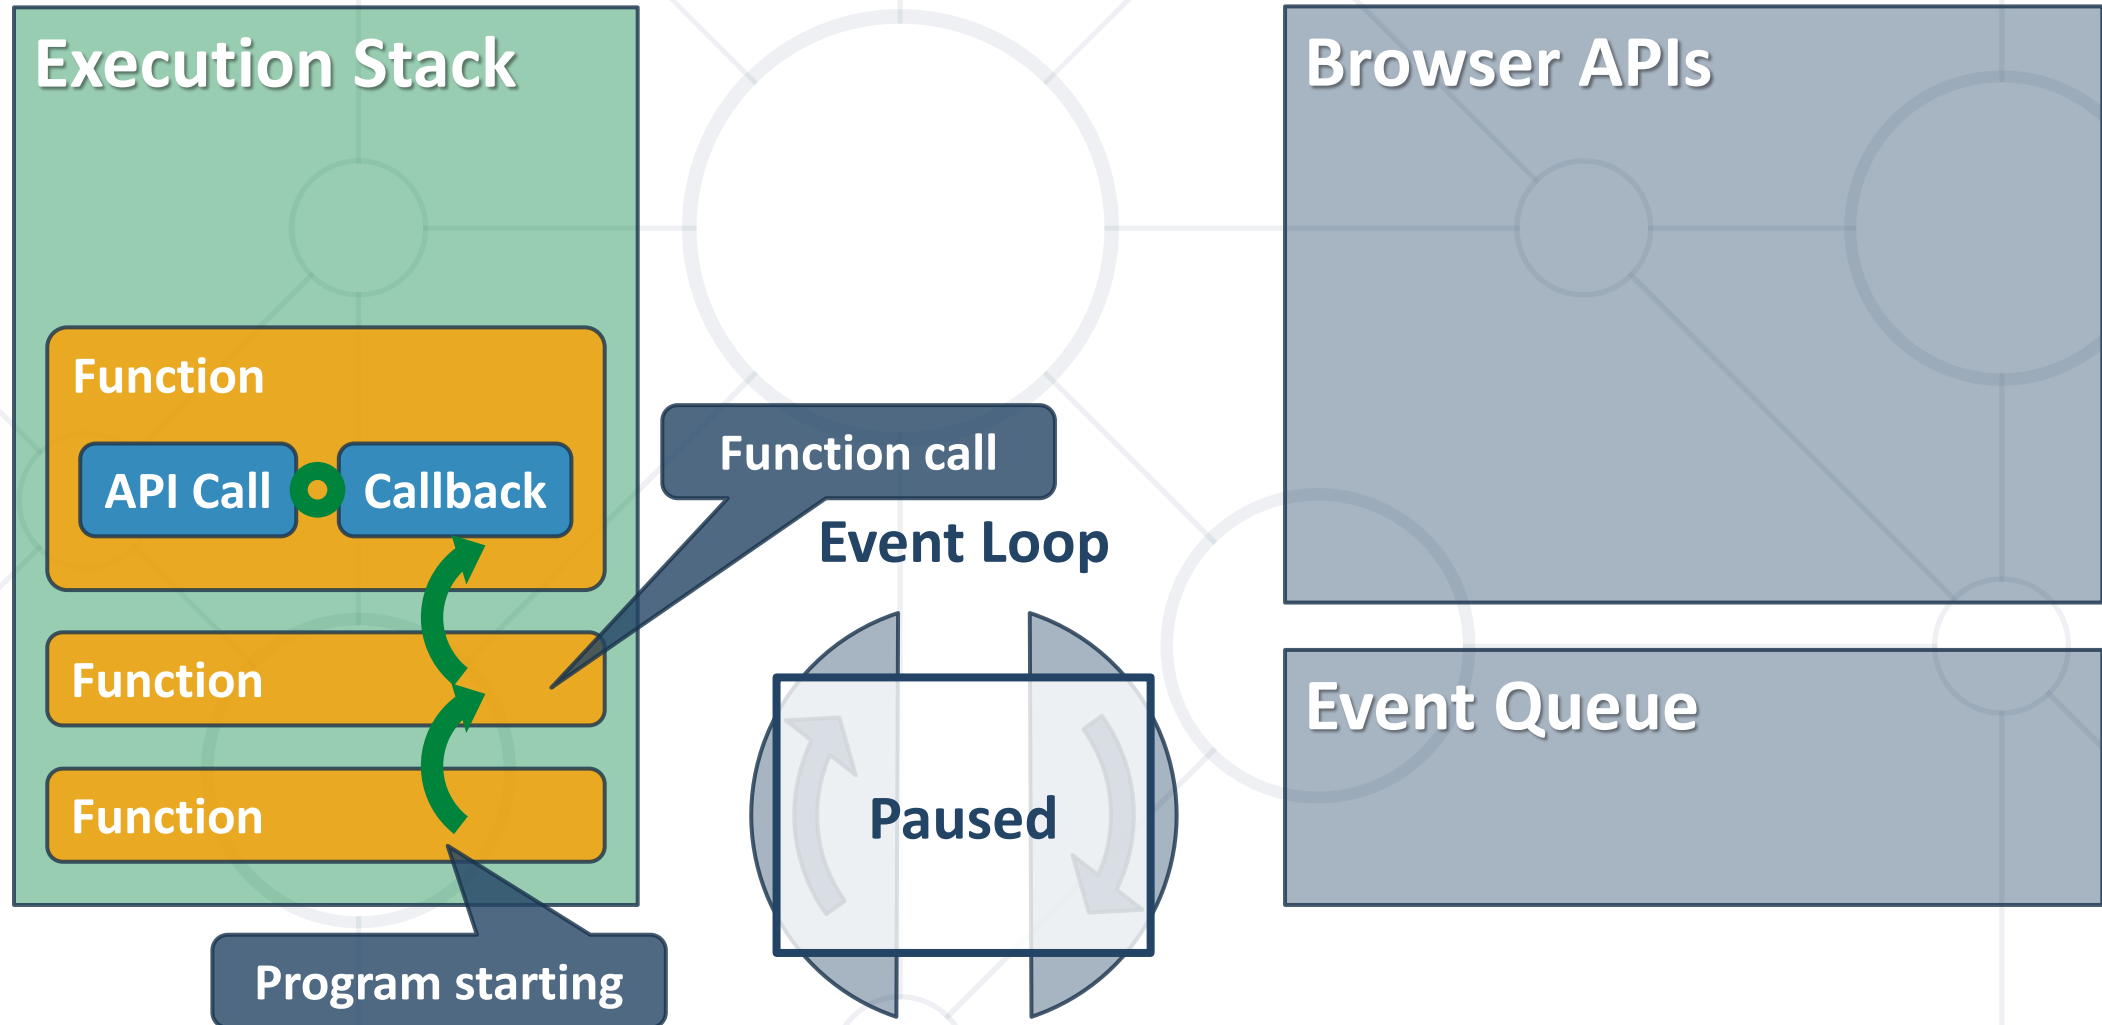 Execution Stack
Function
API Call
Callback
Function
Function
Program starting
Function call
Event Loop
Paused
Browser APIs
Event Queue